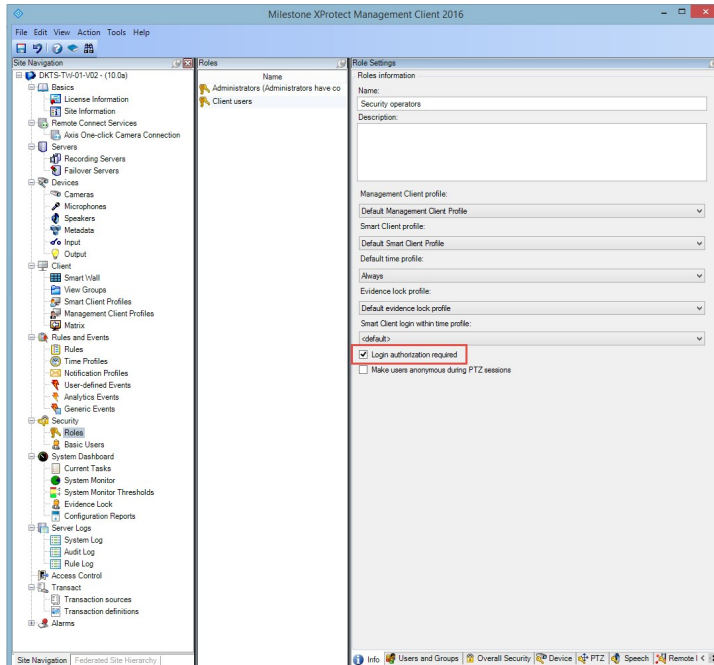 Milestone XProtect Management Client 2016
File Edit View Action Tools Help
Site Navigation
DKTS-TW-01-V02 - (10.0a)
Basics
License Information
Site Information
Remote Connect Services
Axis One-click Camera Connection
Servers
Recording Servers
Failover Servers
Devices
Cameras
Microphones
Speakers
Metadata
Input
Output
Client
Smart Wall
View Groups
Smart Client Profiles
Management Client Profiles
Matrix
Rules and Events
Rules
Time Profiles
Notification Profiles
User-defined Events
Analytics Events
Generic Events
Security
Roles
Basic Users
System Dashboard
Current Tasks
System Monitor
System Monitor Thresholds
Evidence Lock
Configuration Reports
Server Logs
System Log
Audit Log
Rule Log
Access Control
Transact
Transaction sources
Transaction definitions
Alarms
Site Navigation Federated Site Hierarchy
Roles
Name
Administrators (Administrators have co
Client users
Role Settings
Roles information
Name:
Security operators
Description:
Management Client profile:
Default Management Client Profile
Smart Client profile:
Default Smart Client Profile
Default time profile:
Always
Evidence lock profile:
Default evidence lock profile
Smart Client login within time profile:
<default>
Login authorization required
Make users anonymous during PTZ sessions
Info Users and Groups Overall Security Device PTZ Speech Remote I